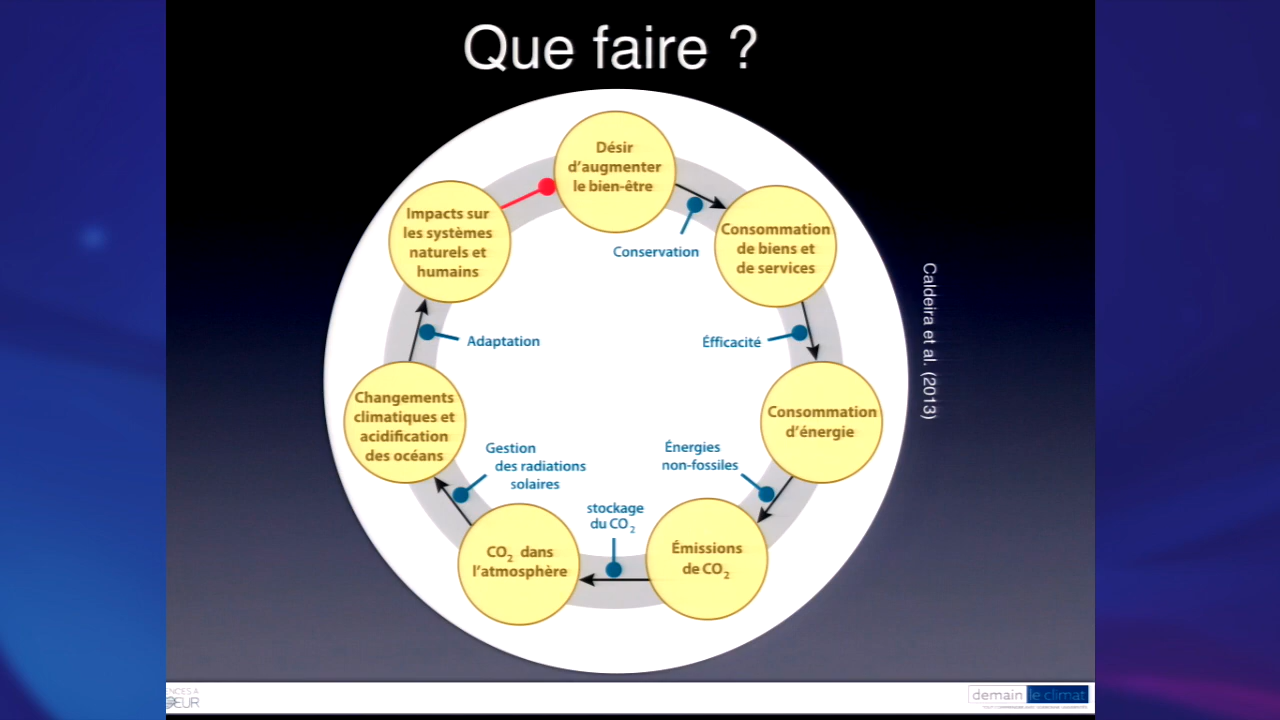 Que faire ?
Désir
d'augmenter
le bien-être
Conservation
Consommation
de biens et
de services
Éfficacité
Consommation
d'énergie
Énergies
non-fossiles
Émissions
de CO2
stockage
du CO2
CO2 dans
l'atmosphère
Gestion
des radiations
solaires
Changements
climatiques et
acidification
des océans
Adaptation
Impacts sur
les systèmes
naturels et
humains
Caldeira et al. (2013)
demain le climat